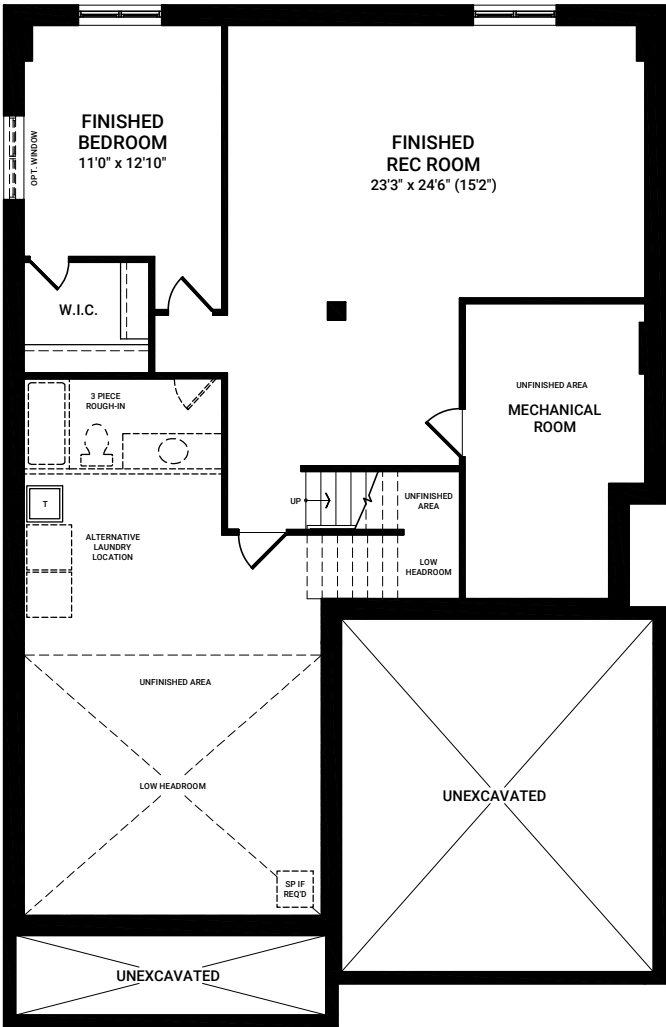 FINISHED
BEDROOM
11'0" x 12'10"
OPT. WINDOW
FINISHED
REC ROOM
23'3" x 24'6" (15'2")
W.I.C.
3 PIECE
ROUGH-IN
UNFINISHED AREA
MECHANICAL
ROOM
T
UP
UNFINISHED
AREA
ALTERNATIVE
LAUNDRY
LOCATION
LOW
HEADROOM
UNFINISHED AREA
LOW HEADROOM
UNEXCAVATED
SP IF
REQ'D
UNEXCAVATED